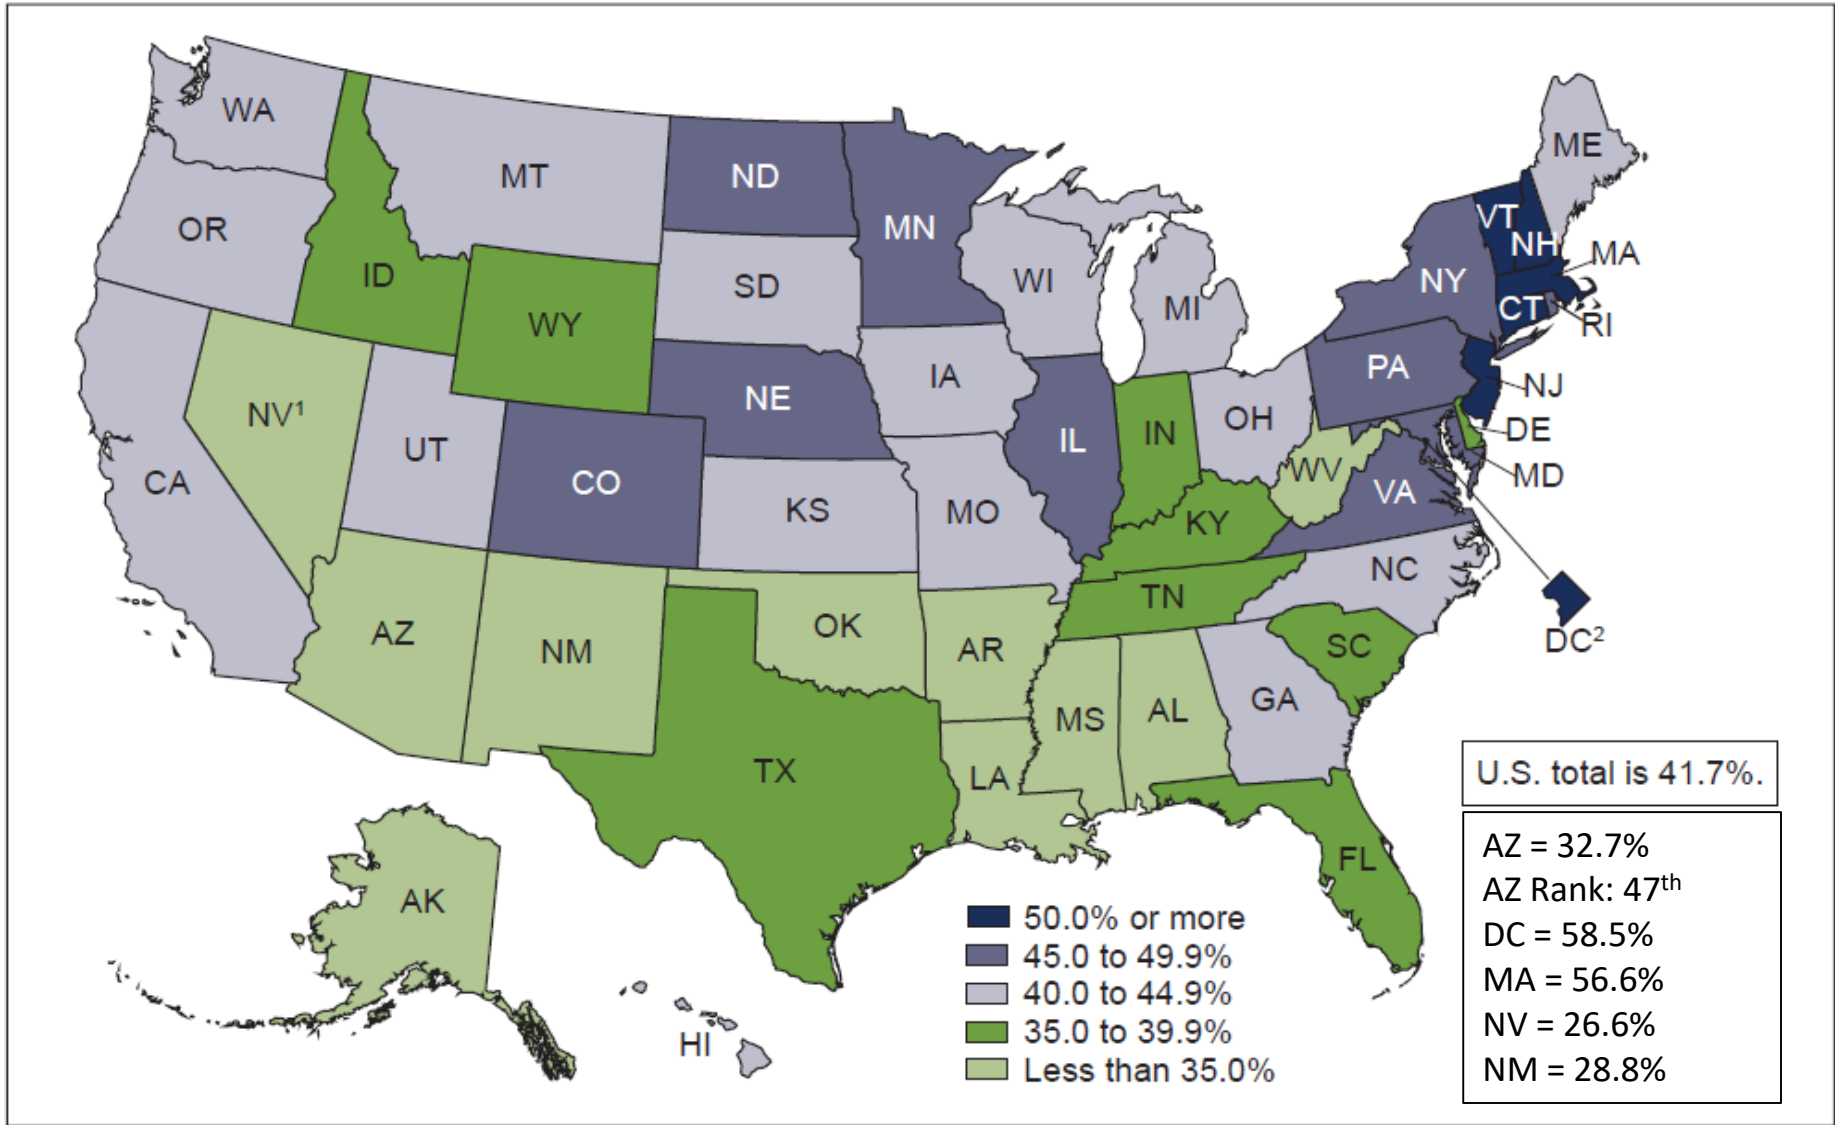 WA
MT
ND
MN
ME
OR
ID
SD
WI
MI
NY
VT
NH
MA
WY
CT
RI
NV¹
UT
NE
IA
PA
NJ
CA
CO
KS
MO
IL
IN
OH
WV
DE
MD
VA
KY
NC
TN
DC²
AZ
NM
OK
AR
SC
MS
AL
GA
TX
LA
FL
AK
HI
U.S. total is 41.7%.
AZ = 32.7%
AZ Rank: 47th
DC = 58.5%
MA = 56.6%
NV = 26.6%
NM = 28.8%
50.0% or more
45.0 to 49.9%
40.0 to 44.9%
35.0 to 39.9%
Less than 35.0%